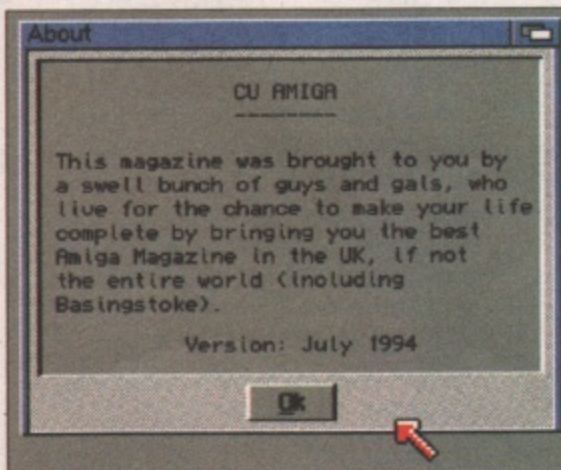 About
CU AMIGA
---------
This magazine was brought to you by
a swell bunch of guys and gals, who
live for the chance to make your life
complete by bringing you the best
Amiga Magazine in the UK, if not
the entire world (including
Basingstoke).
Version: July 1994
Ok